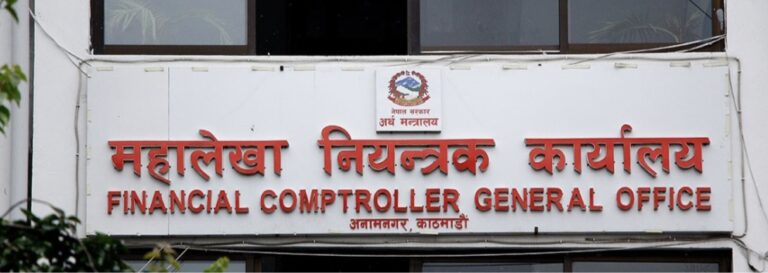 नेपाल सरकार
अर्थ मन्त्रालय
महालेखा नियन्त्रक कार्यालय
FINANCIAL COMPTROLLER GENERAL OFFICE
अनामनगर, काठमाडौं